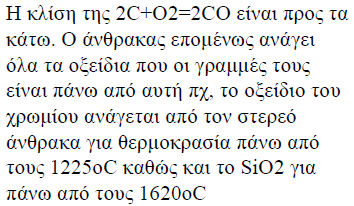 Η κλίση της 2C+O2=2CO είναι προς τα
κάτω. Ο άνθρακας επομένως ανάγει
όλα τα οξείδια που οι γραμμές τους
είναι πάνω από αυτή πχ, το οξείδιο του
χρωμίου ανάγεται από τον στερεό
άνθρακα για θερμοκρασία πάνω από
τους 1225οC καθώς και το SiO2 για
πάνω από τους 1620οC